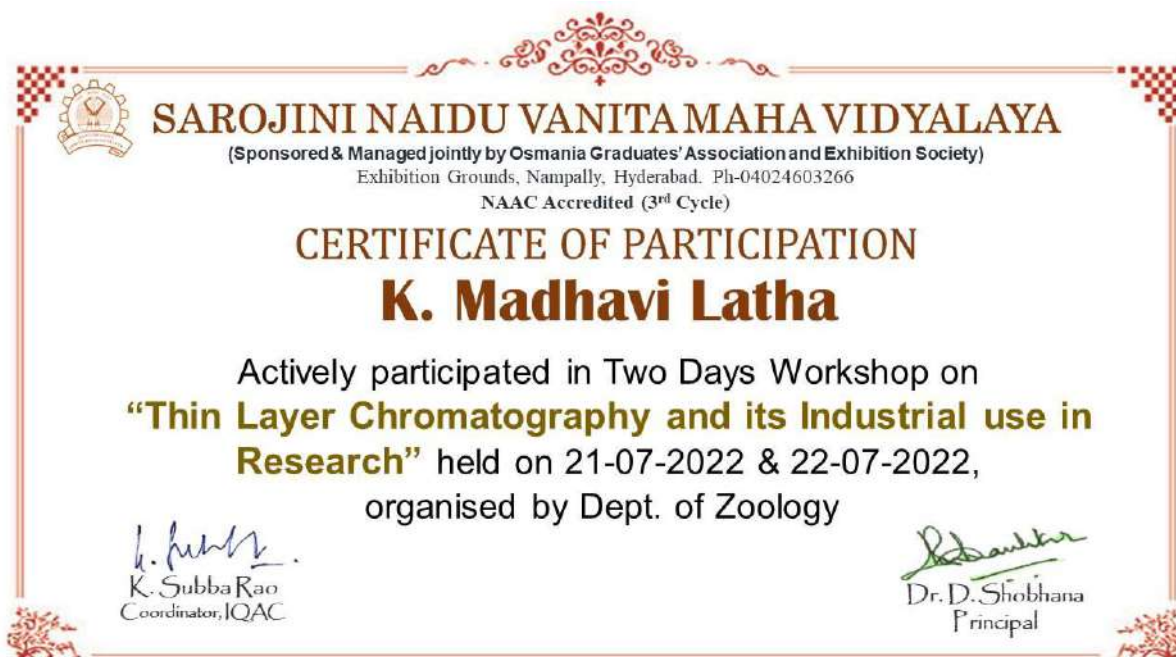 SAROJINI NAIDU VANITA MAHA VIDYALAYA
(Sponsored & Managed jointly by Osmania Graduates' Association and Exhibition Society)
Exhibition Grounds, Nampally, Hyderabad. Ph-04024603266
NAAC Accredited (3rd Cycle)
CERTIFICATE OF PARTICIPATION
K. Madhavi Latha
Actively participated in Two Days Workshop on
“Thin Layer Chromatography and its Industrial use in
Research” held on 21-07-2022 & 22-07-2022,
organised by Dept. of Zoology
K. Subba Rao
Coordinator, IQAC
Dr. D. Shobhana
Principal